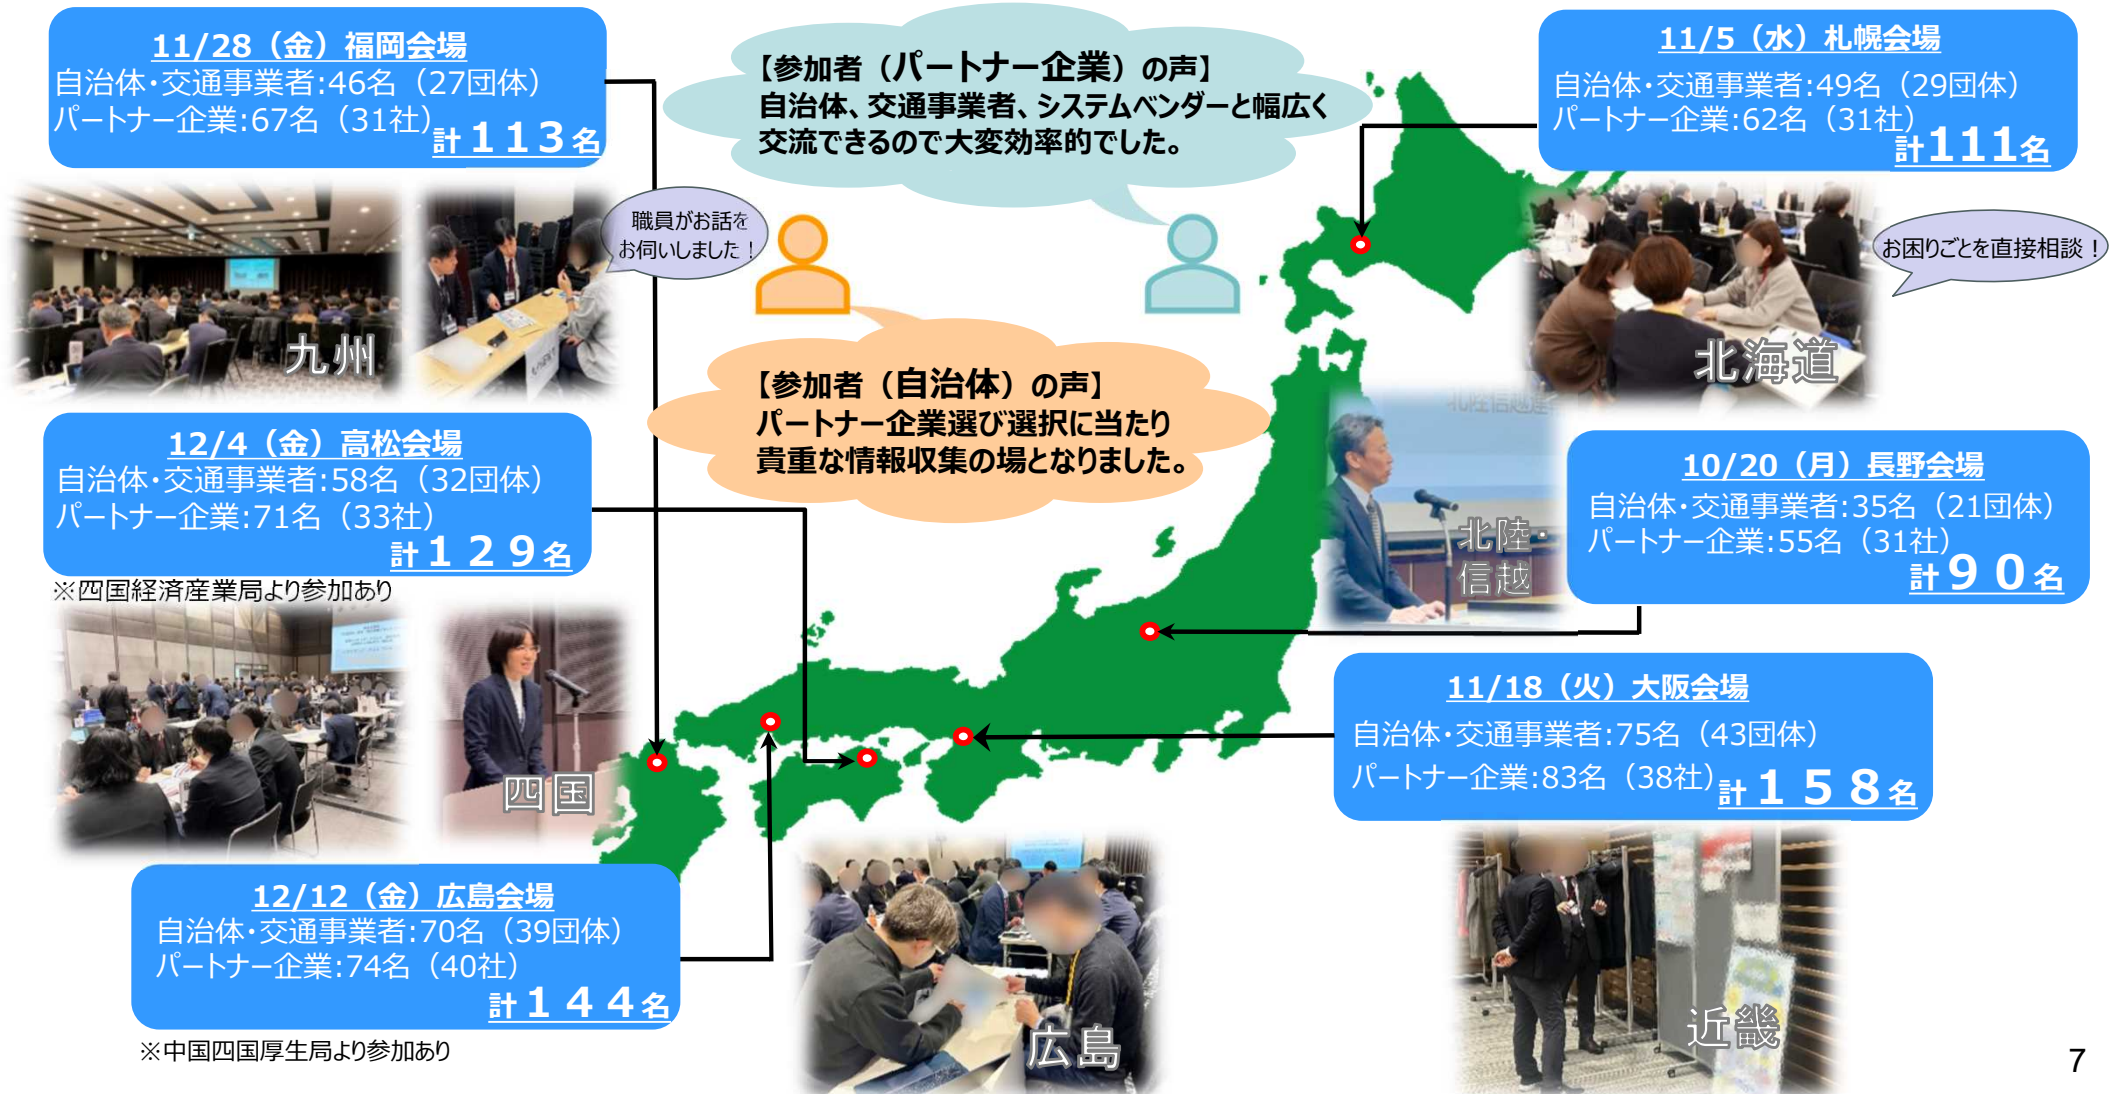 11/28（金）福岡会場
自治体・交通事業者:46名（27団体）
パートナー企業:67名（31社）
計113名
九州
職員がお話を
お伺いしました！
【参加者（パートナー企業）の声】
自治体、交通事業者、システムベンダーと幅広く
交流できるので大変効率的でした。
11/5（水）札幌会場
自治体・交通事業者:49名（29団体）
パートナー企業:62名（31社）
計111名
お困りごとを直接相談！
北海道
【参加者（自治体）の声】
パートナー企業選び選択に当たり
貴重な情報収集の場となりました。
12/4（金）高松会場
自治体・交通事業者:58名（32団体）
パートナー企業:71名（33社）
計１２９名
※四国経済産業局より参加あり
四国
北陸信越運
北陸・
信越
10/20（月）長野会場
自治体・交通事業者:35名（21団体）
パートナー企業:55名（31社）
計９０名
11/18（火）大阪会場
自治体・交通事業者:75名（43団体）
パートナー企業:83名（38社）
計１５８名
近畿
12/12（金）広島会場
自治体・交通事業者:70名（39団体）
パートナー企業:74名（40社）
計１４４名
※中国四国厚生局より参加あり
広島
7